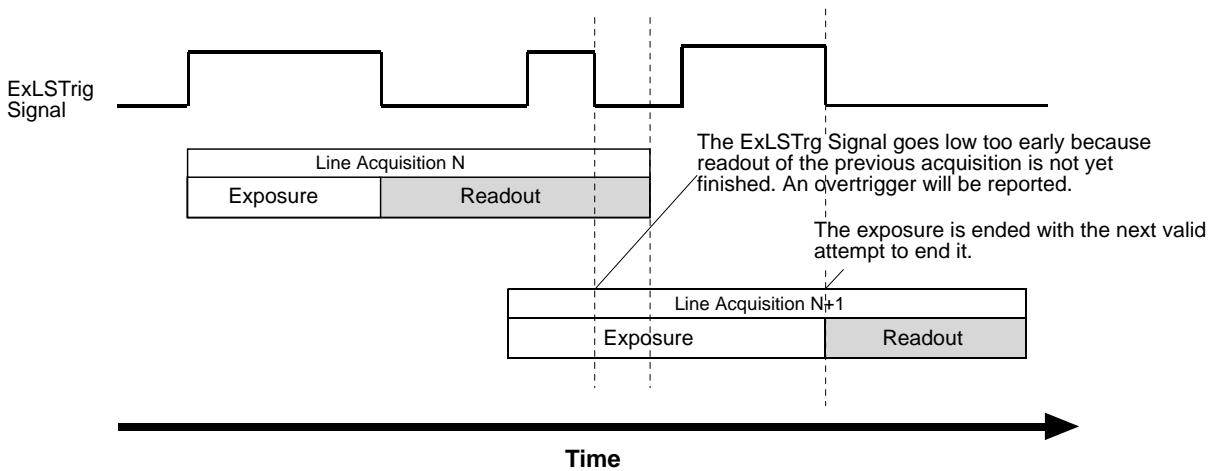 ExLSTrig
Signal
Line Acquisition N
Exposure
Readout
The ExLSTrg Signal goes low too early because
readout of the previous acquisition is not yet
finished. An overtrigger will be reported.
The exposure is ended with the next valid
attempt to end it.
Line Acquisition N+1
Exposure
Readout
Time